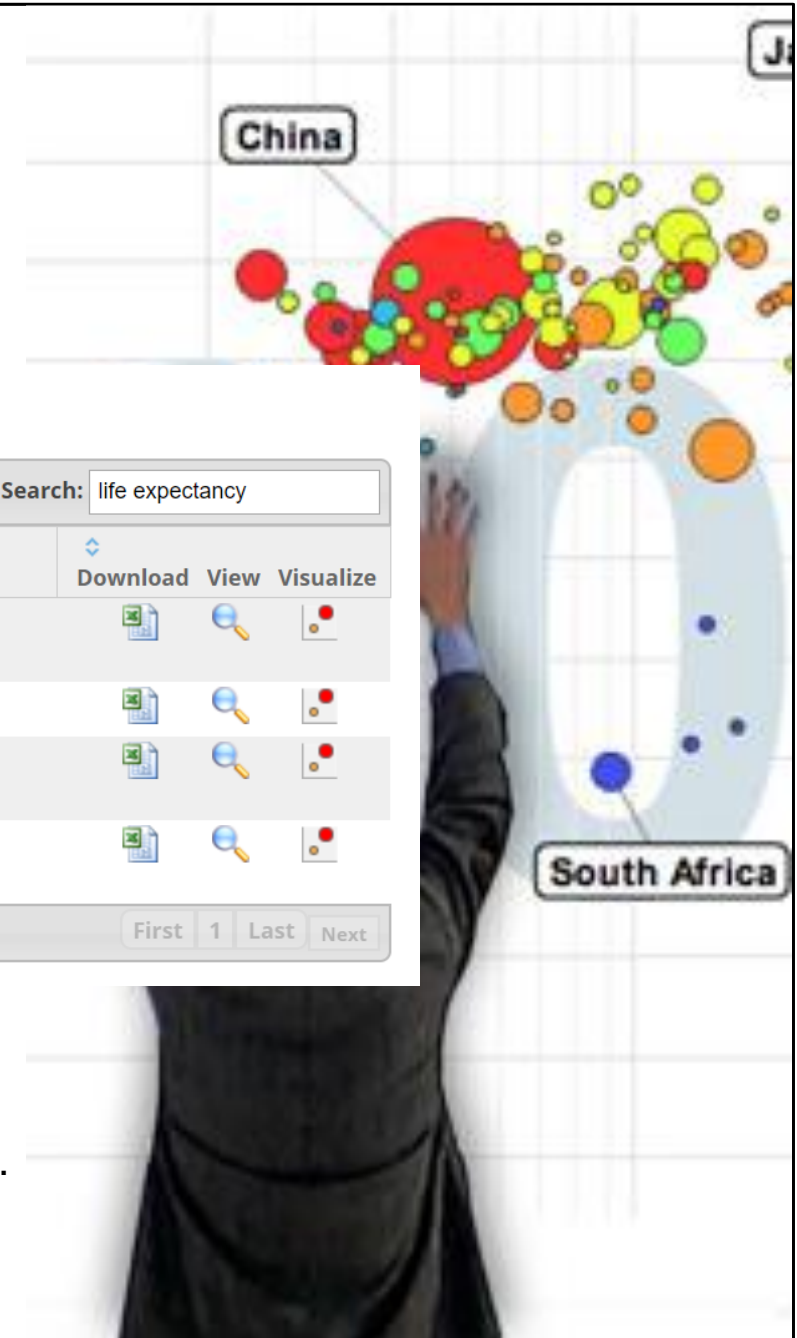 Ja
China
Search: life expectancy
Download View Visualize
First 1 Last Next
South Africa
.